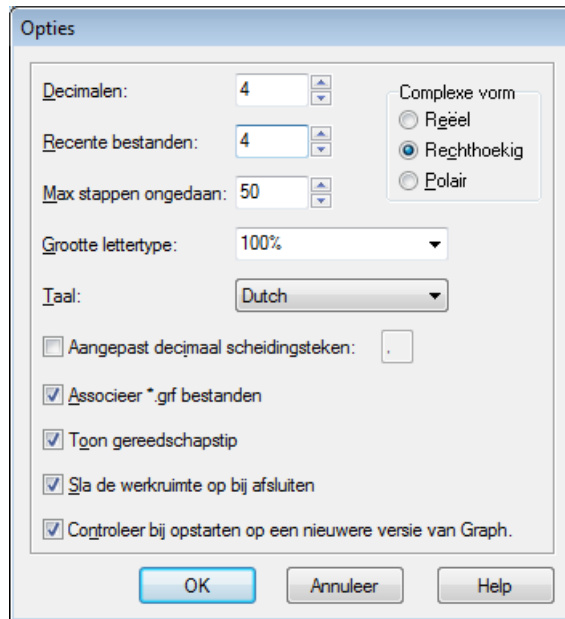 Opties
Decimalen: 4
Complexe vorm
Reëel
Recente bestanden: 4
Rechthoekig
Polair
Max stappen ongedaan: 50
Grootte lettertype: 100%
Taal: Dutch
Aangepast decimaal scheidingsteken: .
Associeer *.grf bestanden
Toon gereedschapstip
Sla de werkruimte op bij afsluiten
Controleer bij opstarten op een nieuwere versie van Graph.
OK Annuleer Help